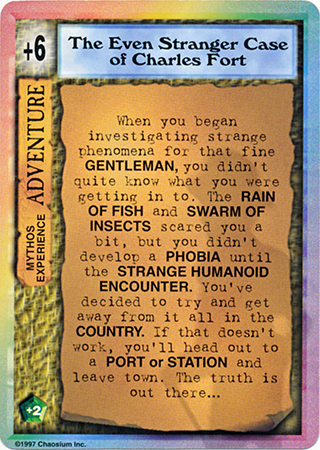 +6
The Even Stranger Case
of Charles Fort
MYTHOS
EXPERIENCE
ADVENTURE
When you began
investigating strange
phenomena for that fine
GENTLEMAN, you didn't
quite know what you were
getting in to. The RAIN
OF FISH and SWARM OF
INSECTS scared you a
bit, but you didn't
develop a PHOBIA until
the STRANGE HUMANOID
ENCOUNTER. You've
decided to try and get
away from it all in the
COUNTRY. If that doesn't
work, you'll head out to
a PORT or STATION and
leave town. The truth is
out there...
+2
©1997 Chaosium Inc.